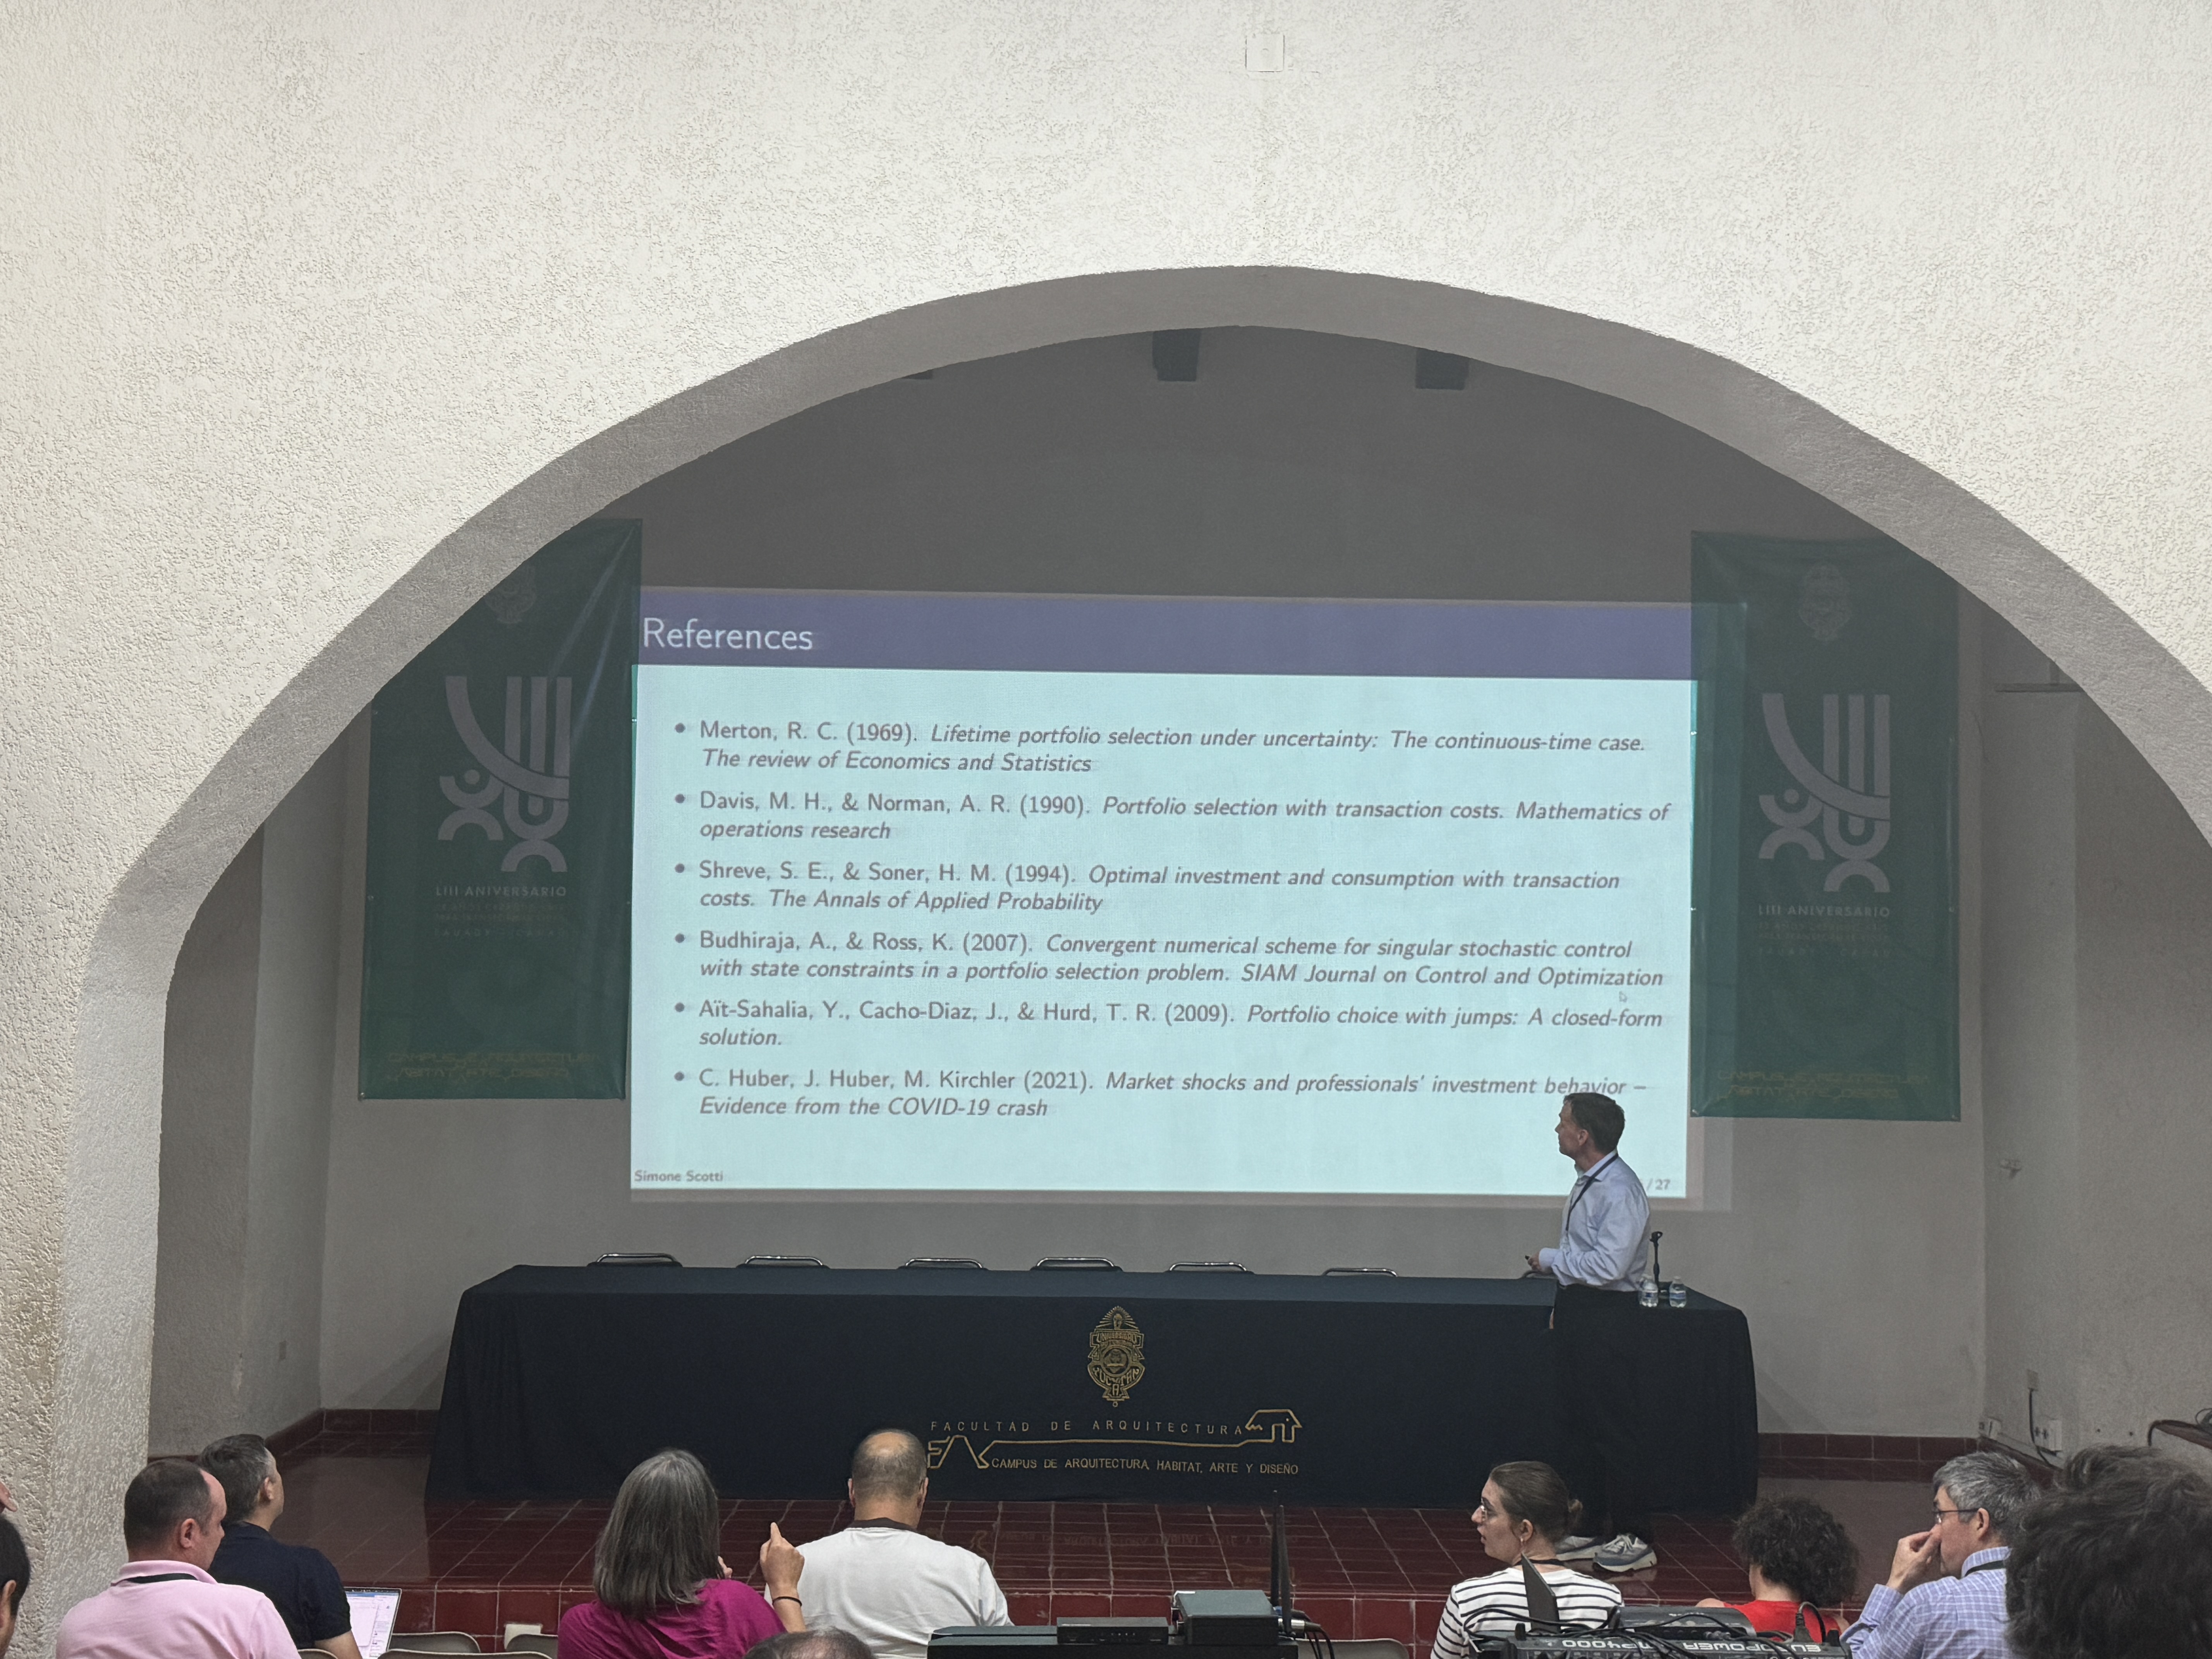 References
Merton, R. C. (1969). Lifetime portfolio selection under uncertainty: The continuous-time case.
The review of Economics and Statistics
Davis, M. H., & Norman, A. R. (1990). Portfolio selection with transaction costs. Mathematics of
operations research
Shreve, S. E., & Soner, H. M. (1994). Optimal investment and consumption with transaction
costs. The Annals of Applied Probability
Budhiraja, A., & Ross, K. (2007). Convergent numerical scheme for singular stochastic control
with state constraints in a portfolio selection problem. SIAM Journal on Control and Optimization
Aït-Sahalia, Y., Cacho-Diaz, J., & Hurd, T. R. (2009). Portfolio choice with jumps: A closed-form
solution.
C. Huber, J. Huber, M. Kirchler (2021). Market shocks and professionals' investment behavior –
Evidence from the COVID-19 crash
Simone Scotti
/ 27
LIII ANIVERSARIO
LIII ANIVERSARIO
FACULTAD DE ARQUITECTURA
CAMPUS DE ARQUITECTURA, HABITAT, ARTE Y DISEÑO
EUROPOWER PMP4000